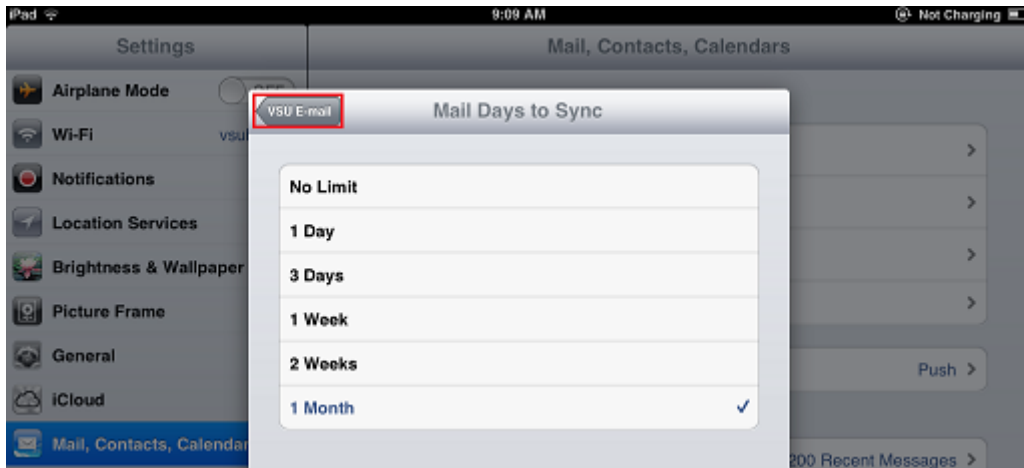 iPad 9:09 AM Not Charging
Settings Mail, Contacts, Calendars
Airplane Mode
VSU E-mail Mail Days to Sync
Wi-Fi
Notifications
No Limit
Location Services
1 Day
Brightness & Wallpaper
3 Days
Picture Frame
1 Week
General
2 Weeks
Push
iCloud
1 Month
Mail, Contacts, Calendar
200 Recent Messages